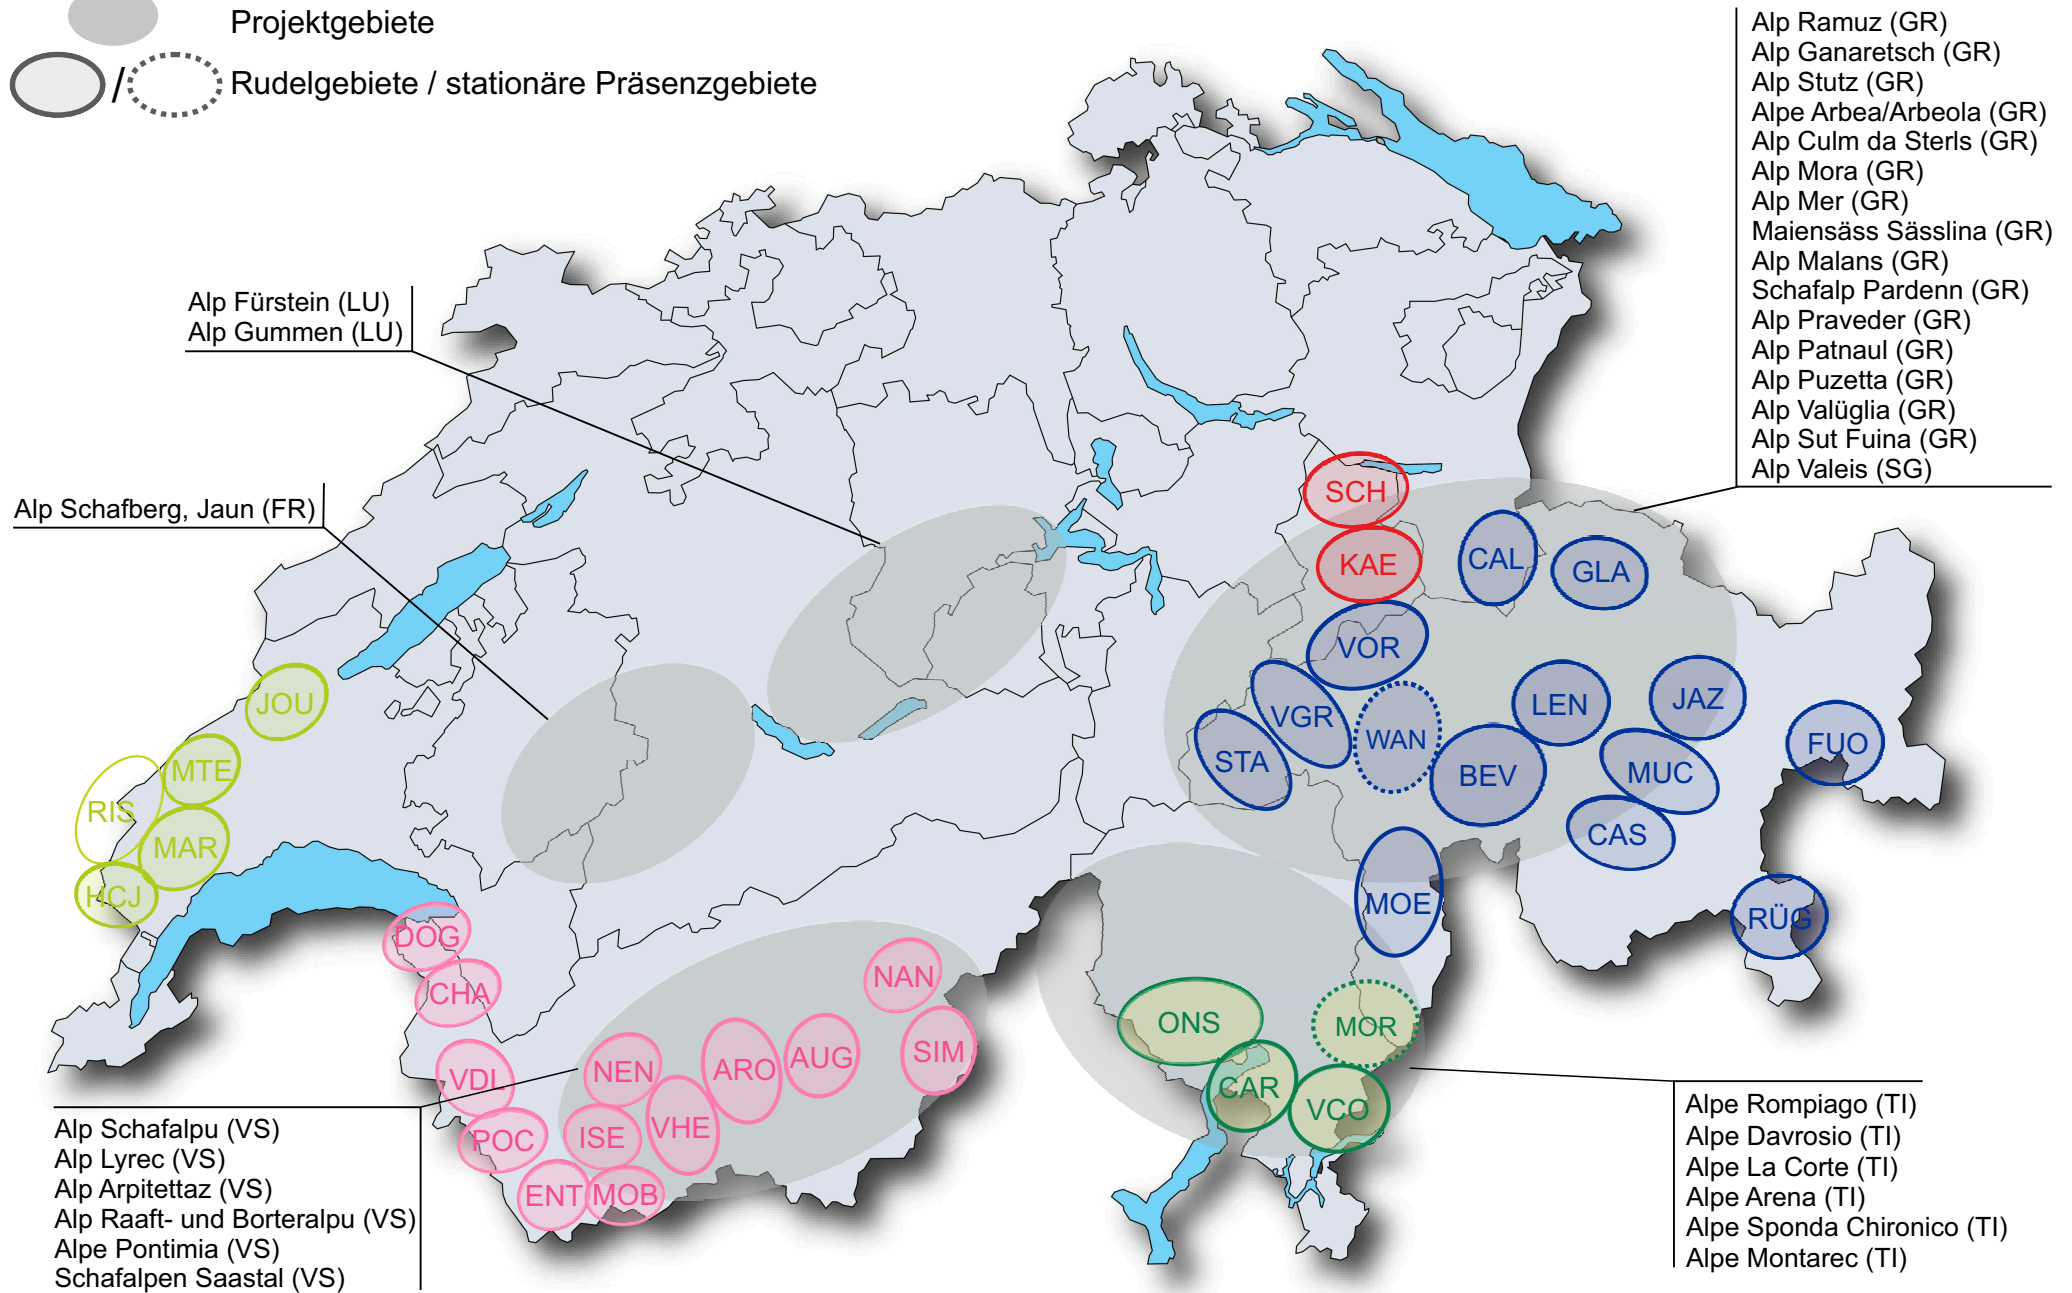 Projektgebiete
/ Rudelgebiete / stationäre Präsenzgebiete
Alp Ramuz (GR)
Alp Ganaretsch (GR)
Alp Stutz (GR)
Alpe Arbea/Arbeola (GR)
Alp Culm da Sterls (GR)
Alp Mora (GR)
Alp Mer (GR)
Maiensäss Sässlina (GR)
Alp Malans (GR)
Schafalp Pardenn (GR)
Alp Praveder (GR)
Alp Patnaul (GR)
Alp Puzetta (GR)
Alp Valüglia (GR)
Alp Sut Fuina (GR)
Alp Valeis (SG)
Alp Fürstein (LU)
Alp Gummen (LU)
Alp Schafberg, Jaun (FR)
SCH
KAE
CAL
GLA
VOR
VGR
STA
WAN
LEN
BEV
JAZ
MUC
CAS
FUO
RÜG
MOE
JOU
MTE
RIS
MAR
HCJ
DOG
CHA
VDI
POC
ENT
MOB
NEN
ISE
VHE
ARO
AUG
NAN
SIM
ONS
MOR
CAR
VCO
Alp Schafalpu (VS)
Alp Lyrec (VS)
Alp Arpitettaz (VS)
Alp Raaft- und Borteralpu (VS)
Alpe Pontimia (VS)
Schafalpen Saastal (VS)
Alpe Rompiago (TI)
Alpe Davrosio (TI)
Alpe La Corte (TI)
Alpe Arena (TI)
Alpe Sponda Chironico (TI)
Alpe Montarec (TI)